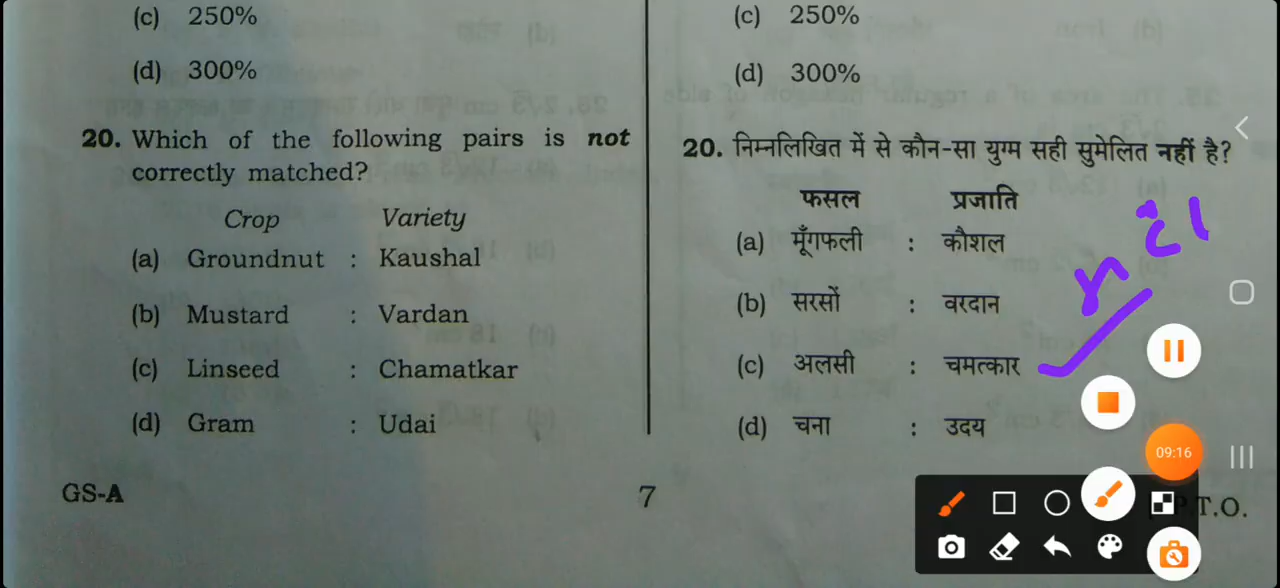 (c) 250%
(d) 300%
20. Which of the following pairs is not
correctly matched?
Crop Variety
(a) Groundnut : Kaushal
(b) Mustard : Vardan
(c) Linseed : Chamatkar
(d) Gram : Udai
GS-A
(c) 250%
(d) 300%
20. निम्नलिखित में से कौन-सा युग्म सही सुमेलित नहीं है?
फसल प्रजाति
(a) मूँगफली : कौशल
(b) सरसों : वरदान
(c) अलसी : चमत्कार
(d) चना : उदय
7
P.T.O.
09:16